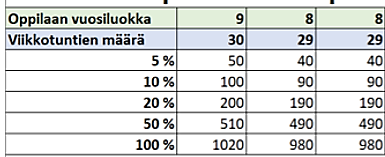 Oppilaan vuosiluokka 9 8 8
Viikkotuntien määrä 30 29 29
5 % 50 40 40
10 % 100 90 90
20 % 200 190 190
50 % 510 490 490
100 % 1020 980 980